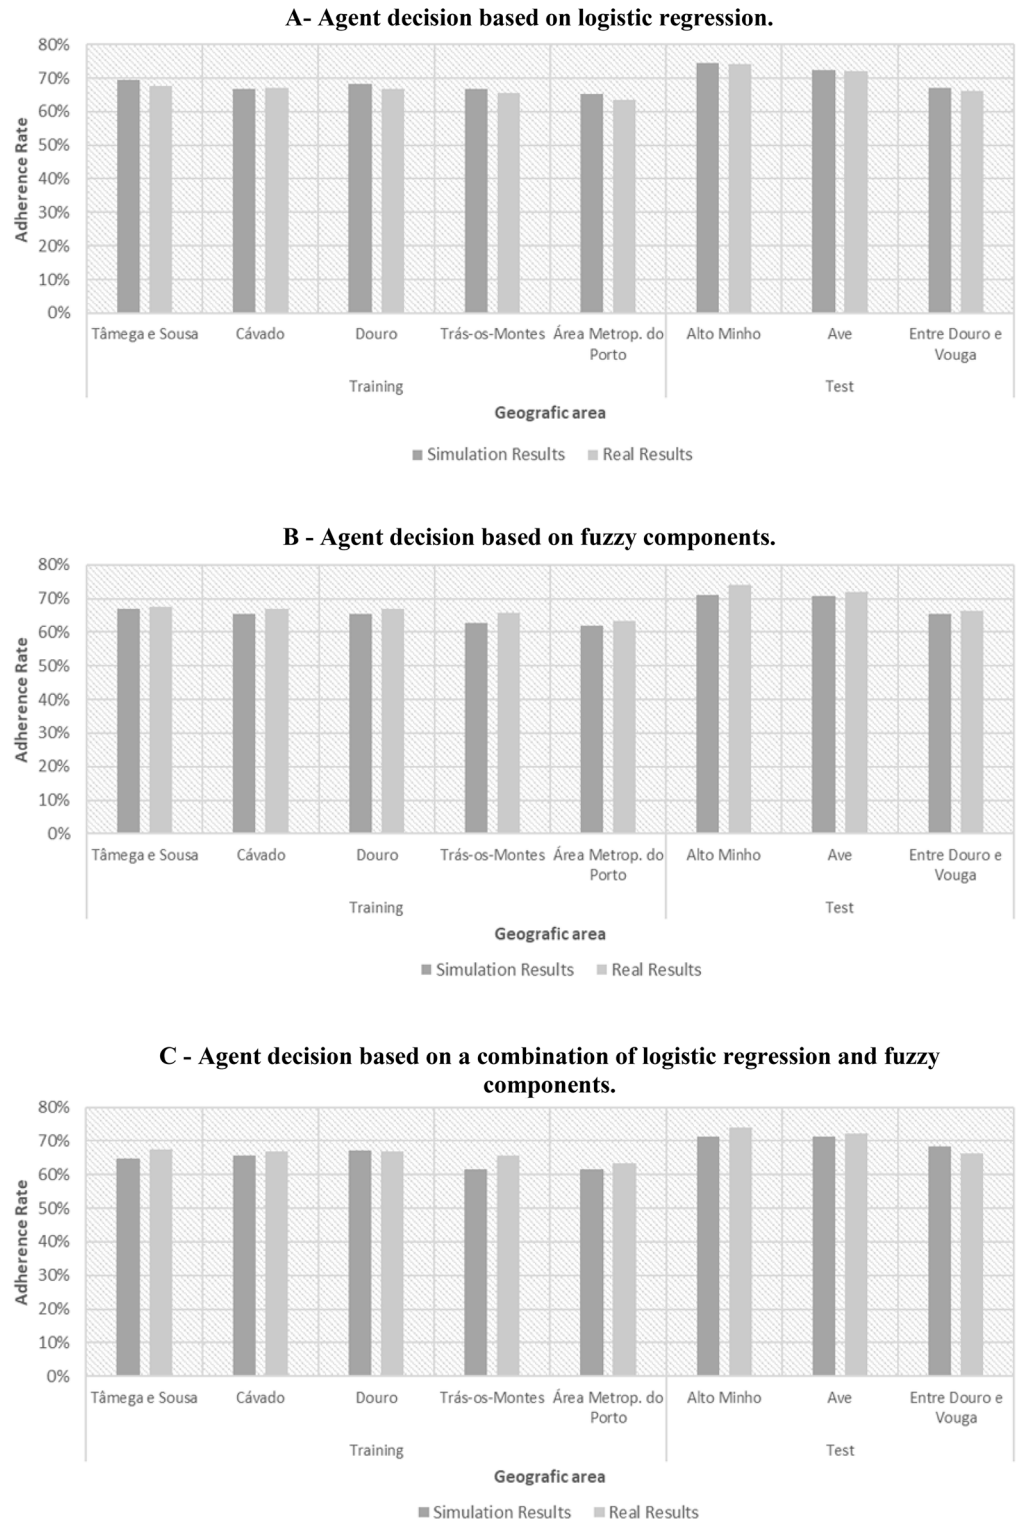 A- Agent decision based on logistic regression.
80%
70%
60%
50%
40%
30%
20%
10%
0%
Adherence Rate
Tâmega e Sousa
Cávado
Douro
Trás-os-Montes
Área Metrop. do
Porto
Alto Minho
Ave
Entre Douro e
Vouga
Training
Test
Geografic area
Simulation Results
Real Results
B - Agent decision based on fuzzy components.
80%
70%
60%
50%
40%
30%
20%
10%
0%
Adherence Rate
Tâmega e Sousa
Cávado
Douro
Trás-os-Montes
Área Metrop. do
Porto
Alto Minho
Ave
Entre Douro e
Vouga
Training
Test
Geografic area
Simulation Results
Real Results
C - Agent decision based on a combination of logistic regression and fuzzy
components.
80%
70%
60%
50%
40%
30%
20%
10%
0%
Adherence Rate
Tâmega e Sousa
Cávado
Douro
Trás-os-Montes
Área Metrop. do
Porto
Alto Minho
Ave
Entre Douro e
Vouga
Training
Test
Geografic area
Simulation Results
Real Results